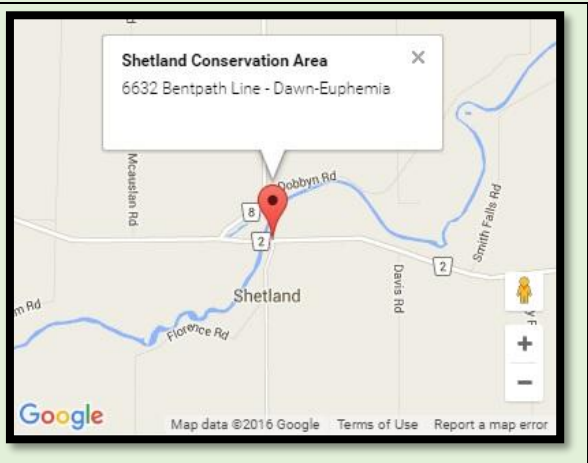 Shetland Conservation Area
6632 Bentpath Line - Dawn-Euphemia
Mcauslan Rd
Dobbyn Rd
8
2
Smith Falls Rd
2
Davis Rd
Shetland
Rd
Florence Rd
+
−
Google
Map data ©2016 Google Terms of Use Report a map error